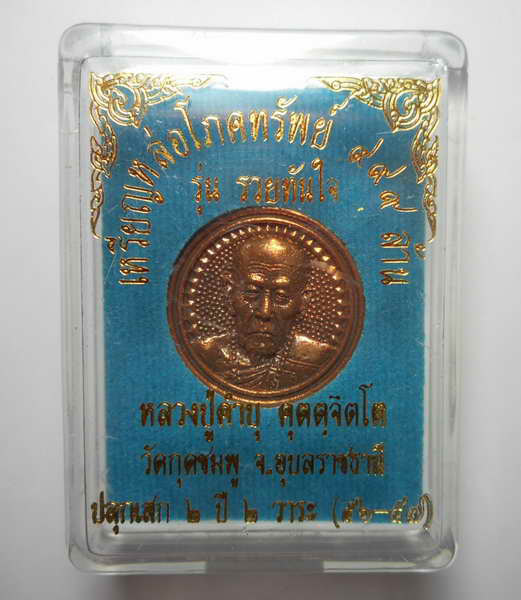 เหรียญหล่อโภคทรัพย์ ๕๕๙ ล้าน
รุ่น รวยทันใจ
หลวงปู่คำบุ คุตตฺจิตโต
วัดกุดชมพู จ.อุบลราชธานี
ปลุกเสก ๒ ปี ๒ วาระ (๕๖-๕๗)